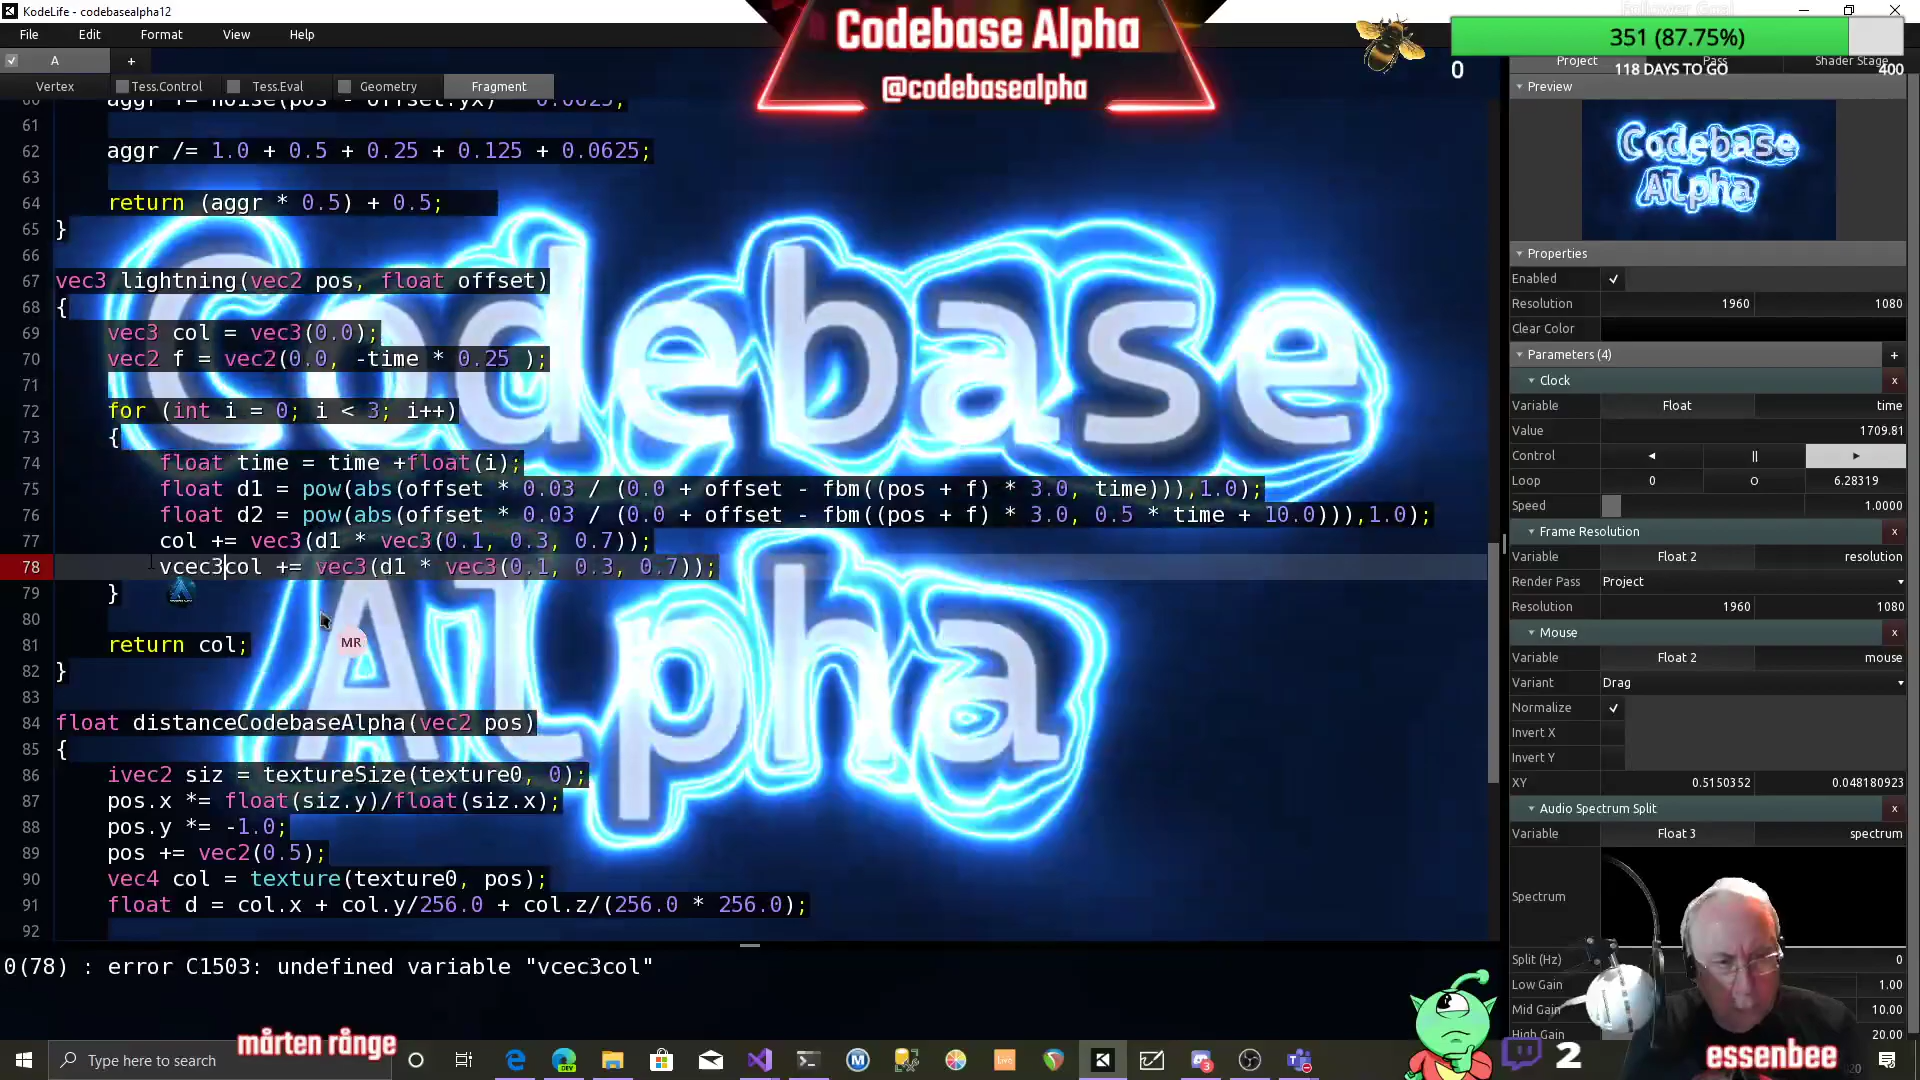 KodeLife - codebasealpha12
File Edit Format View Help
A +
Vertex Tess.Control Tess.Eval Geometry Fragment
Codebase Alpha
@codebasealpha
351 (87.75%)
0 118 DAYS TO GO 400
61
62 aggr /= 1.0 + 0.5 + 0.25 + 0.125 + 0.0625;
63
64 return (aggr * 0.5) + 0.5;
65 }
66
67 vec3 lightning(vec2 pos, float offset)
68 {
69 vec3 col = vec3(0.0);
70 vec2 f = vec2(0.0, -time * 0.25 );
71
72 for (int i = 0; i < 3; i++)
73 {
74 float time = time +float(i);
75 float d1 = pow(abs(offset * 0.03 / (0.0 + offset - fbm((pos + f) * 3.0, time))),1.0);
76 float d2 = pow(abs(offset * 0.03 / (0.0 + offset - fbm((pos + f) * 3.0, 0.5 * time + 10.0))),1.0);
77 col += vec3(d1 * vec3(0.1, 0.3, 0.7));
78 vcec3col += vec3(d1 * vec3(0.1, 0.3, 0.7));
79 }
80
MR
81 return col;
82 }
83
84 float distanceCodebaseAlpha(vec2 pos)
85 {
86 ivec2 siz = textureSize(texture0, 0);
87 pos.x *= float(siz.y)/float(siz.x);
88 pos.y *= -1.0;
89 pos += vec2(0.5);
90 vec4 col = texture(texture0, pos);
91 float d = col.x + col.y/256.0 + col.z/(256.0 * 256.0);
92
Codebase
Alpha
0(78) : error C1503: undefined variable "vcec3col"
Project Pass Shader Stage
Preview
Codebase
Alpha
Properties
Enabled
Resolution 1960 1080
Clear Color
Parameters (4) +
Clock x
Variable Float time
Value 1709.81
Control
Loop 0 O 6.28319
Speed 1.0000
Frame Resolution x
Variable Float 2 resolution
Render Pass Project
Resolution 1960 1080
Mouse x
Variable Float 2 mouse
Variant Drag
Normalize
Invert X
Invert Y
XY 0.5150352 0.048180923
Audio Spectrum Split x
Variable Float 3 spectrum
Spectrum
Split (Hz) 0
Low Gain 1.00
Mid Gain 10.00
High Gain 20.00
mårten rånge
essenbee
Type here to search
2